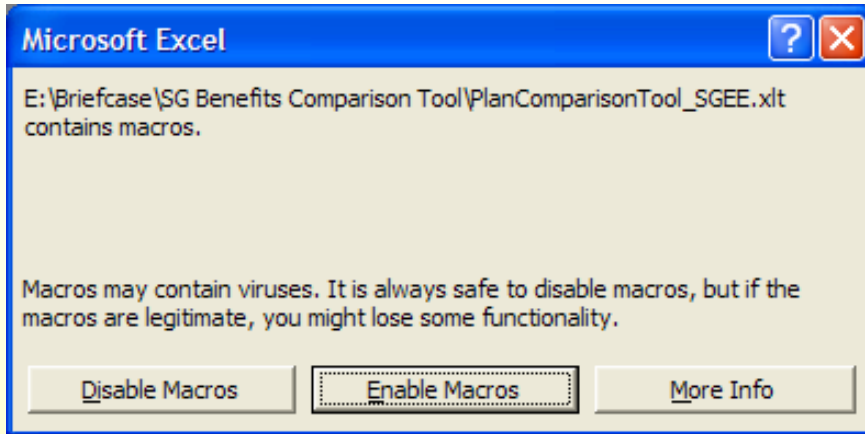 Microsoft Excel
E:\Briefcase\SG Benefits Comparison Tool\PlanComparisonTool_SGEE.xlt
contains macros.
Macros may contain viruses. It is always safe to disable macros, but if the
macros are legitimate, you might lose some functionality.
Disable Macros Enable Macros More Info